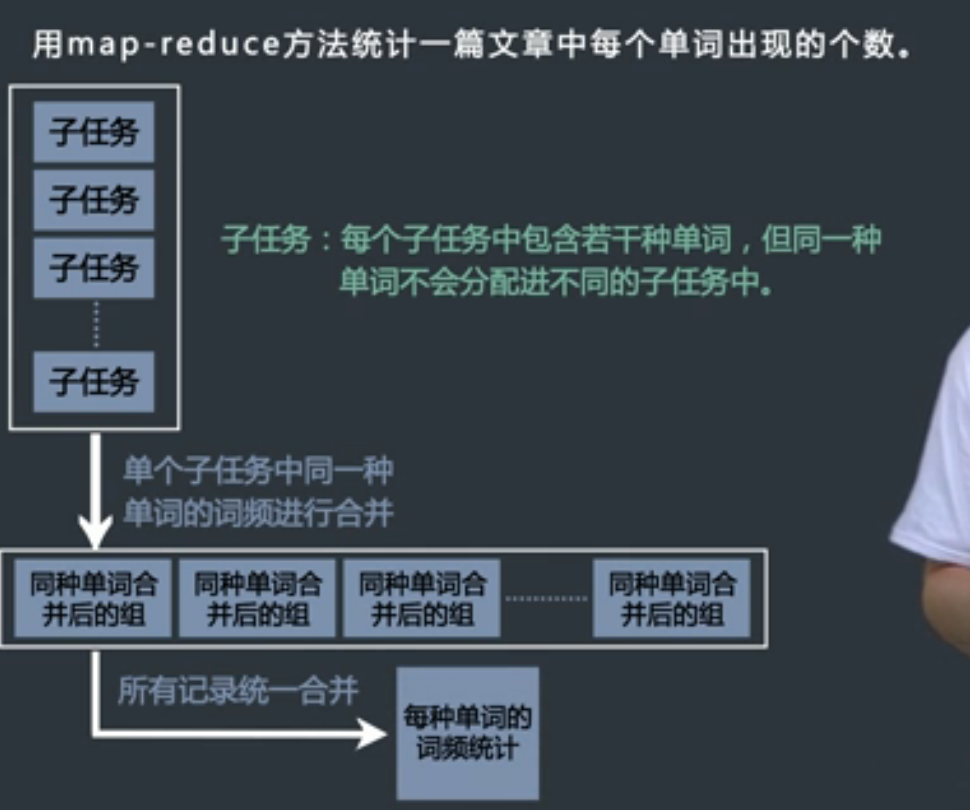 用map-reduce方法统计一篇文章中每个单词出现的个数。
子任务
子任务
子任务
子任务
子任务：每个子任务中包含若干种单词，但同一种
单词不会分配进不同的子任务中。
单个子任务中同一种
单词的词频进行合并
同种单词合
并后的组
同种单词合
并后的组
同种单词合
并后的组
同种单词合
并后的组
所有记录统一合并
每种单词的
词频统计